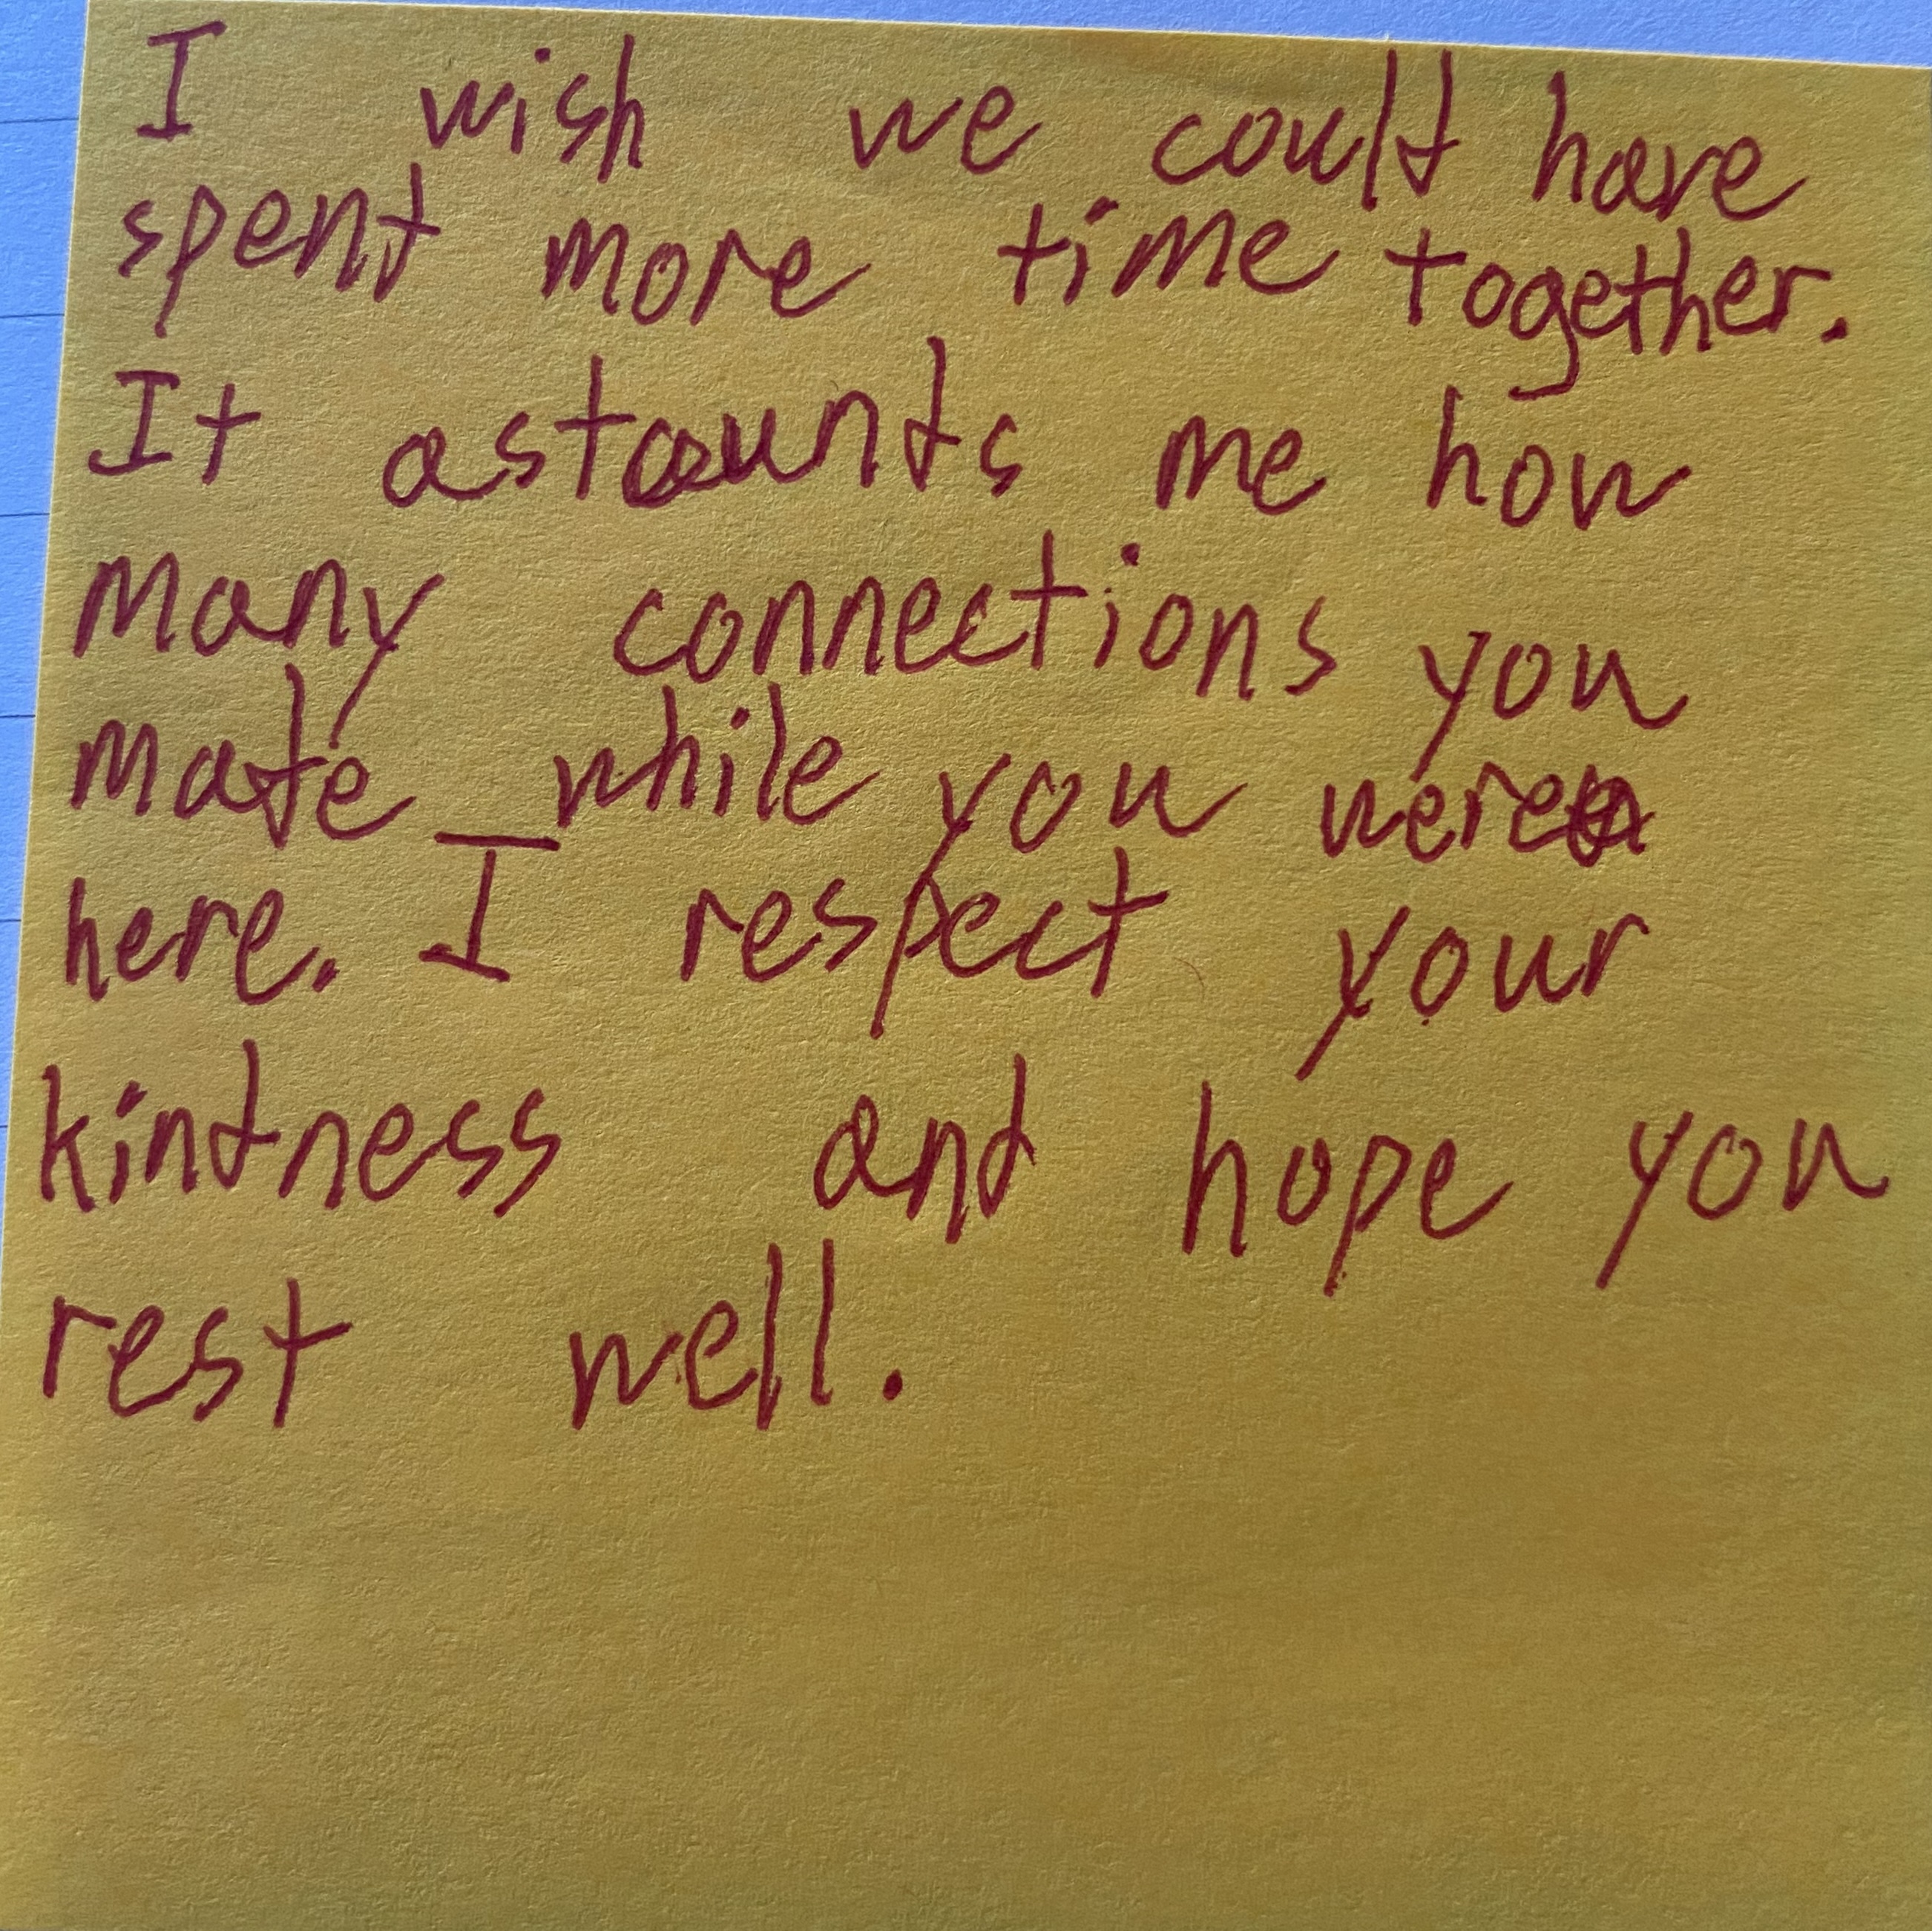 I wish we could have
spent more time together.
It astounds me how
many connections you
made while you were
here. I respect your
kindness and hope you
rest well.